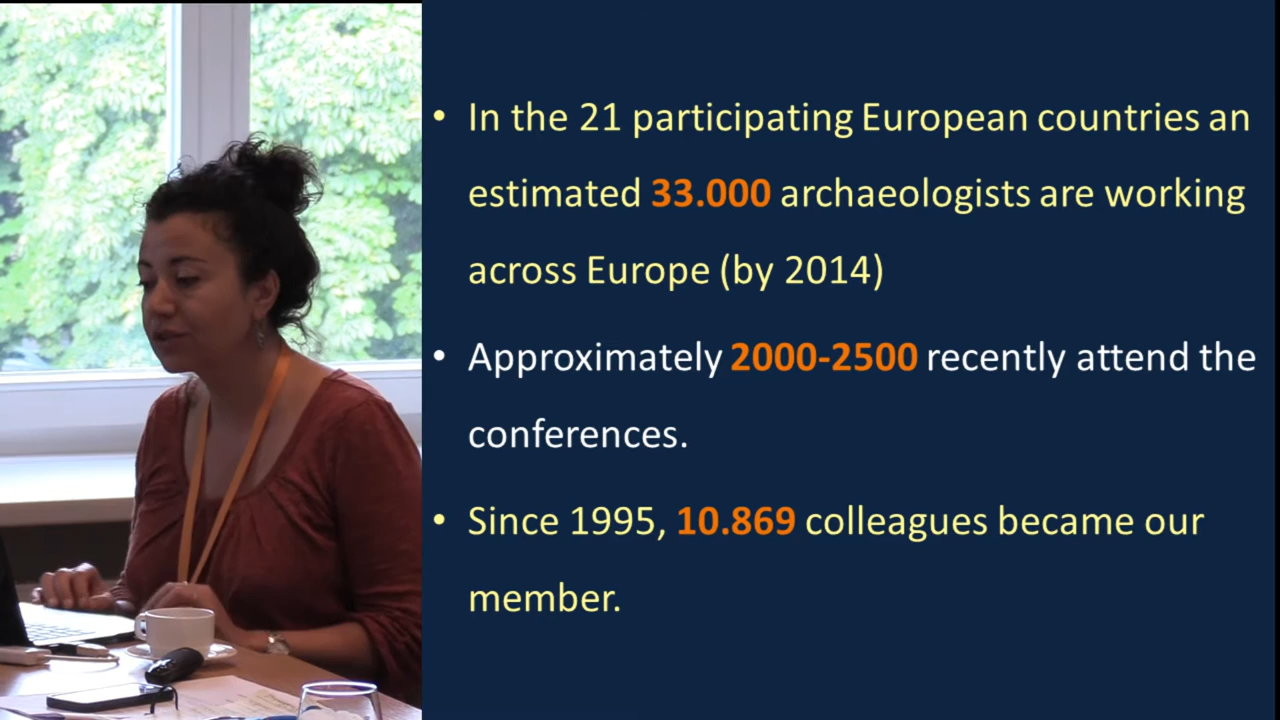 • In the 21 participating European countries an
estimated 33.000 archaeologists are working
across Europe (by 2014)
• Approximately 2000-2500 recently attend the
conferences.
• Since 1995, 10.869 colleagues became our
member.